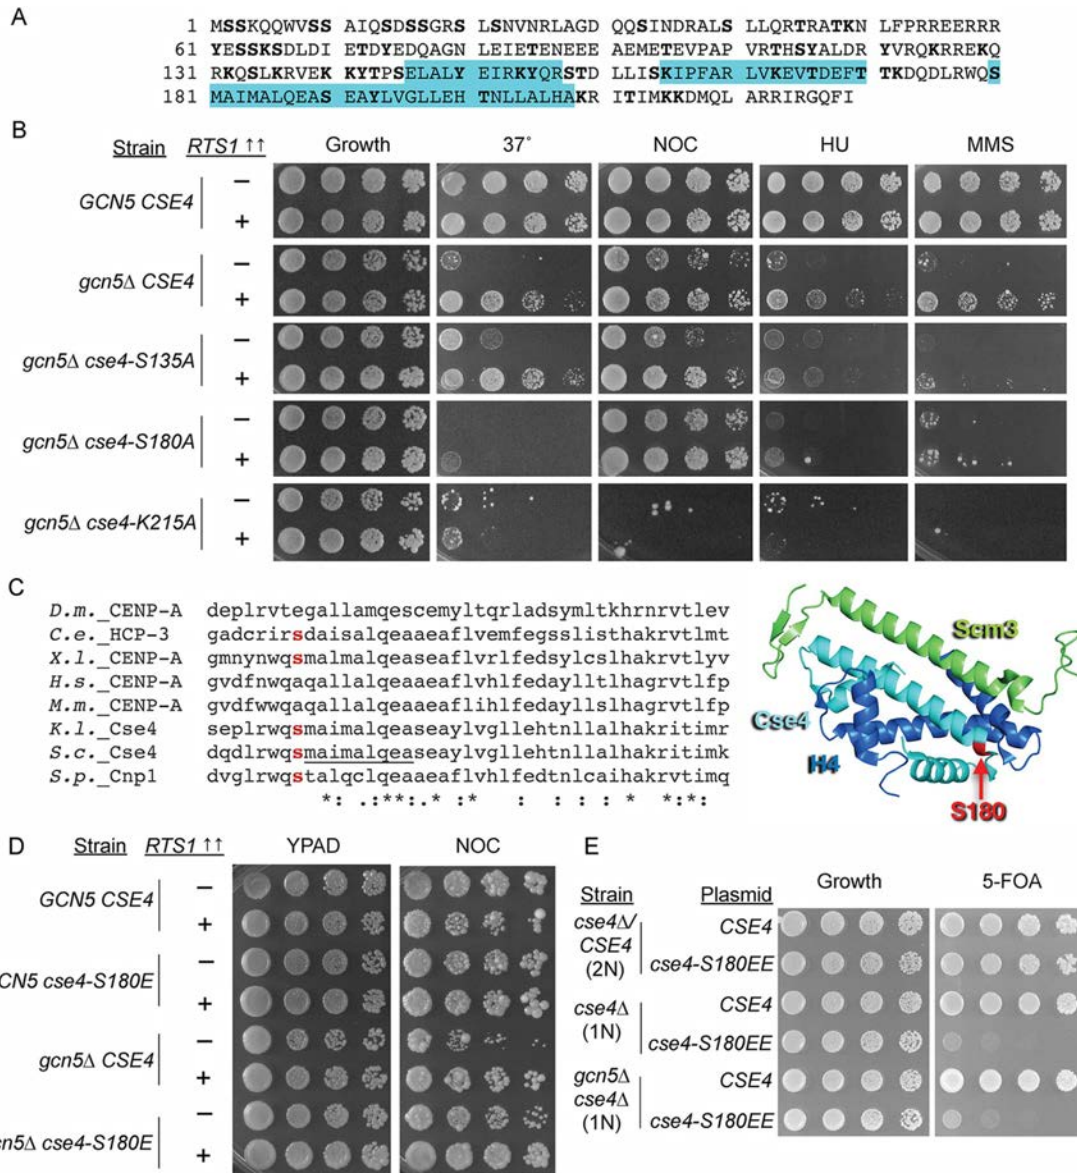 A
1 MSSKQQWVSS AIQSDSSGRS LSNVNRLAGD QQSINDRALS LLQRTRATKN LFPRREERRR
61 YESSKSDLDI ETDYEDQAGN LEIETENEEE AEMETEVPAP VRTHSYALDR YVRQKRREKQ
131 RKQSLKRVEK KYTPSELALY EIRKYQRSTD LLISKIPFAR LVKEVTDEFT TKDQDLRWQS
181 MAIMALQEAS EAYLVGLLEH TNLLALHAKR ITIMKKDMQL ARRIRGQFI
B
Strain RTS1 ↑↑ Growth 37° NOC HU MMS
GCN5 CSE4
−
+
gcn5Δ CSE4
−
+
gcn5Δ cse4-S135A
−
+
gcn5Δ cse4-S180A
−
+
gcn5Δ cse4-K215A
−
+
C
D.m._CENP-A deplrvtegallamqescemyltqrladsymltkhrnrvtlev
C.e._HCP-3 gadcrirsdaisalqeaaeaflvemfegsslisthakrvtlmt
X.l._CENP-A gmnynwqsmalmalqeaseaflvrlfedsylcslhakrvtlyv
H.s._CENP-A gvdfnwqaqallalqeaaeaflvhlfedaylltlhagrvtlfp
M.m._CENP-A gvdfwwqaqallalqeaaeaflihlfedayllslhagrvtlfp
K.l._Cse4 seplrwqsmaimalqeaseaylvgllehtnllalhakritimk
S.c._Cse4 dqdlrwqsmaimalqeaseaylvgllehtnllalhakritimk
S.p._Cnp1 dvglrwqstalqclqeaaeaflvhlfedtnlcaihakrvtimq
*: .:**:.* :* : : : * *:*:
Scm3
Cse4
H4
S180
D
Strain RTS1 ↑↑ YPAD NOC
GCN5 CSE4
−
+
CN5 cse4-S180E
−
+
gcn5Δ CSE4
−
+
n5Δ cse4-S180E
−
+
E
Strain Plasmid Growth 5-FOA
cse4Δ/ CSE4
CSE4
(2N) cse4-S180EE
cse4Δ CSE4
(1N) cse4-S180EE
gcn5Δ CSE4
cse4Δ
(1N) cse4-S180EE